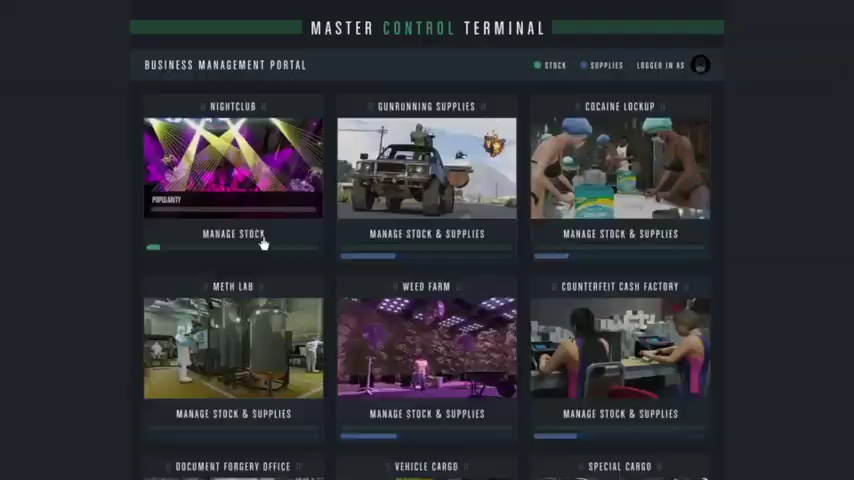 MASTER CONTROL TERMINAL
BUSINESS MANAGEMENT PORTAL
STOCK
SUPPLIES
LOGGED IN AS
NIGHTCLUB
GUNRUNNING SUPPLIES
COCAINE LOCKUP
POPULARITY
MANAGE STOCK
MANAGE STOCK & SUPPLIES
MANAGE STOCK & SUPPLIES
METH LAB
WEED FARM
COUNTERFEIT CASH FACTORY
MANAGE STOCK & SUPPLIES
MANAGE STOCK & SUPPLIES
MANAGE STOCK & SUPPLIES
DOCUMENT FORGERY OFFICE
VEHICLE CARGO
SPECIAL CARGO